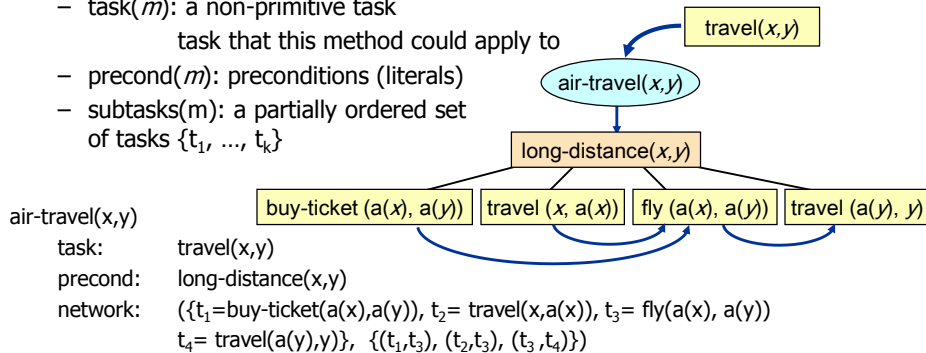 – task(m): a non-primitive task
task that this method could apply to
– precond(m): preconditions (literals)
– subtasks(m): a partially ordered set
of tasks {t₁, …, tₖ}
travel(x,y)
air-travel(x,y)
long-distance(x,y)
buy-ticket (a(x), a(y)) travel (x, a(x)) fly (a(x), a(y)) travel (a(y), y)
air-travel(x,y)
task: travel(x,y)
precond: long-distance(x,y)
network: ({t₁=buy-ticket(a(x),a(y)), t₂= travel(x,a(x)), t₃= fly(a(x), a(y))
t₄= travel(a(y),y)}, {(t₁,t₃), (t₂,t₃), (t₃ ,t₄)})